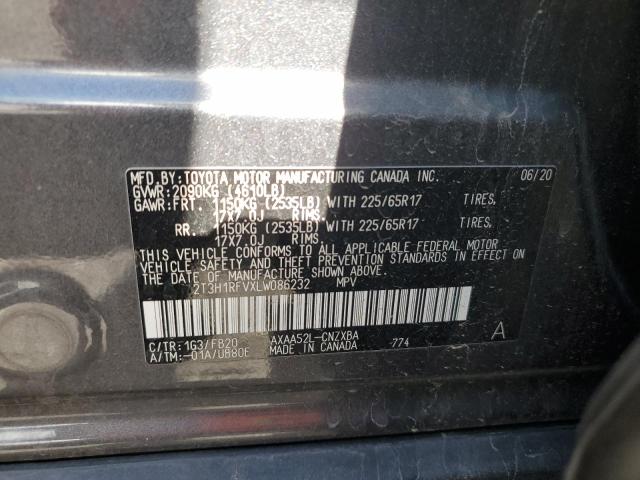 MFD.BY:TOYOTA MOTOR MANUFACTURING CANADA INC. 06/20
GVWR:2090KG (4610LB)
GAWR:FRT. 1150KG (2535LB) WITH 225/65R17 TIRES,
17X7.0J RIMS.
RR. 1150KG (2535LB) WITH 225/65R17 TIRES,
17X7.0J RIMS.
THIS VEHICLE CONFORMS TO ALL APPLICABLE FEDERAL MOTOR
VEHICLE SAFETY AND THEFT PREVENTION STANDARDS IN EFFECT ON
THE DATE OF MANUFACTURE SHOWN ABOVE.
2T3H1RFVXLW086232 MPV
C/TR:1G3/FB20 AXAA52L-CNZXBA A
A/TM:-01A/UB80E MADE IN CANADA -774